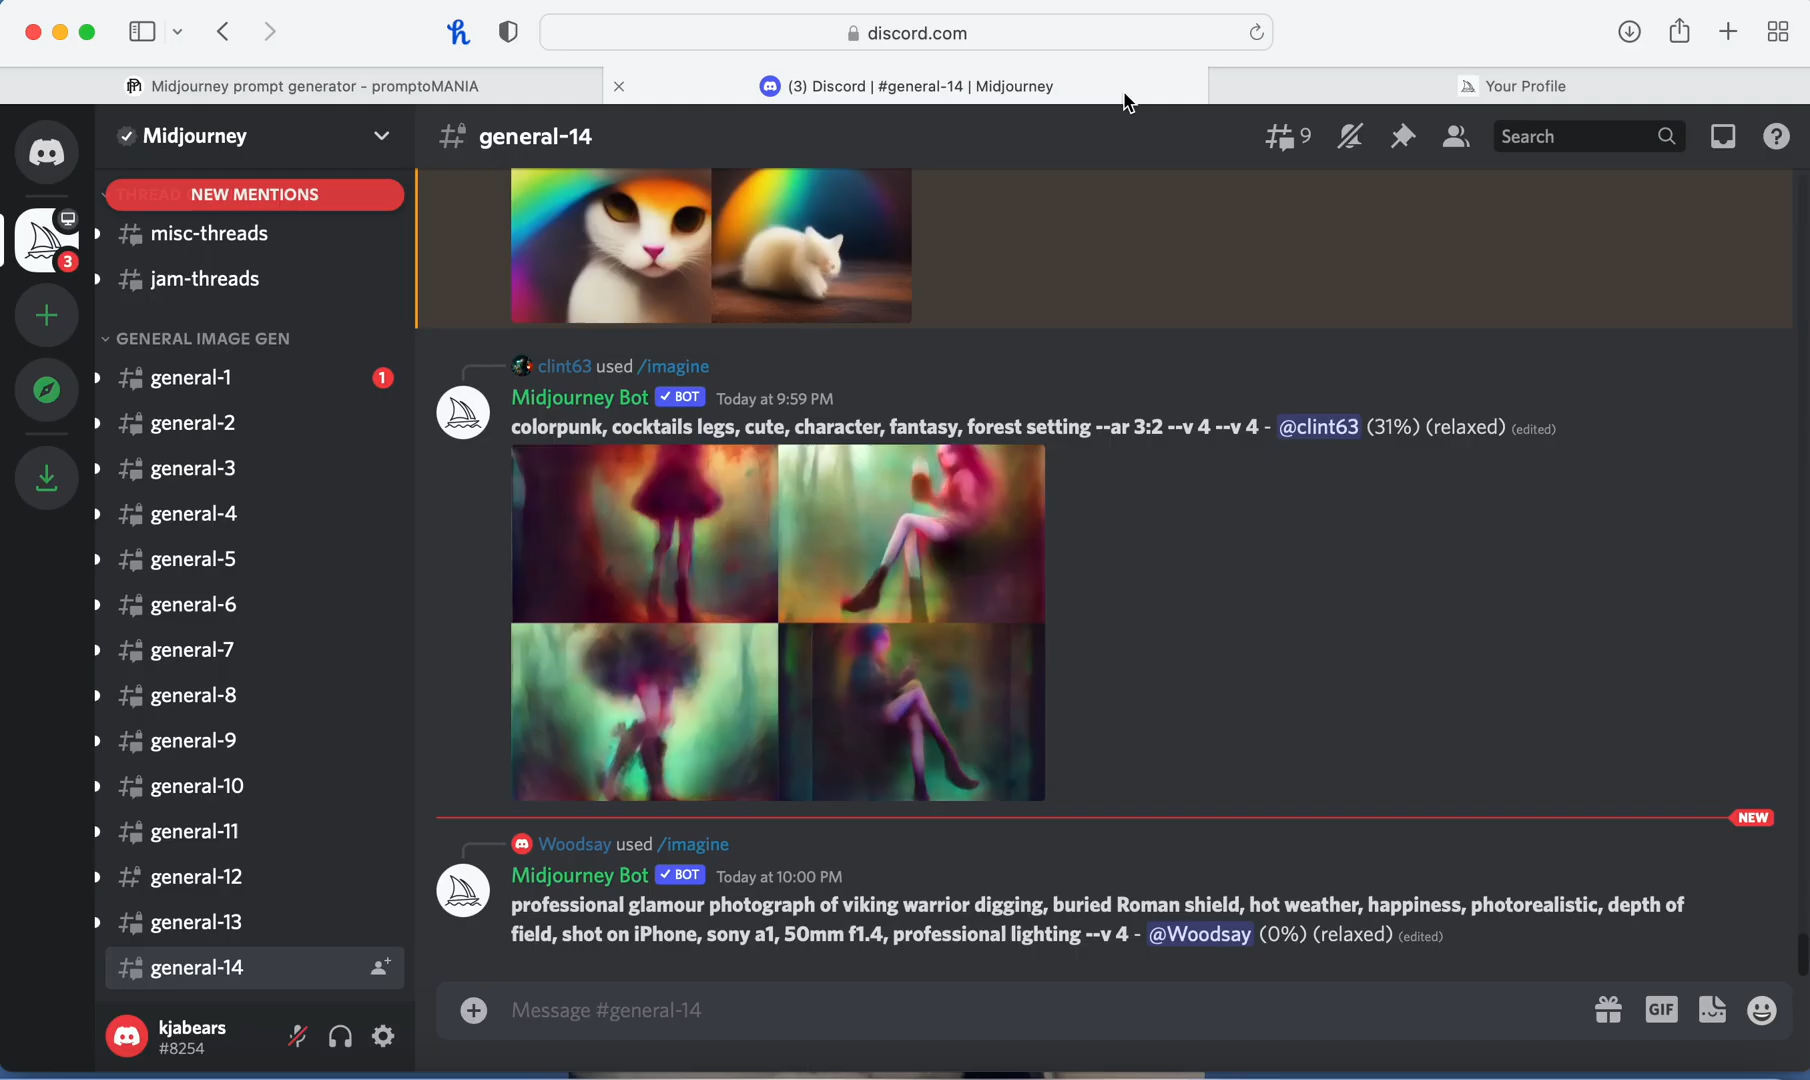 discord.com
Midjourney prompt generator - promptoMANIA
(3) Discord | #general-14 | Midjourney
Your Profile
Midjourney
general-14
9
Search
THREAD
NEW MENTIONS
misc-threads
3
jam-threads
GENERAL IMAGE GEN
general-1
1
general-2
general-3
general-4
general-5
general-6
general-7
general-8
general-9
general-10
general-11
general-12
general-13
general-14
kjabears
#8254
clint63 used /imagine
Midjourney Bot ✓ BOT Today at 9:59 PM
colorpunk, cocktails legs, cute, character, fantasy, forest setting --ar 3:2 --v 4 --v 4 - @clint63 (31%) (relaxed) (edited)
NEW
Woodsay used /imagine
Midjourney Bot ✓ BOT Today at 10:00 PM
professional glamour photograph of viking warrior digging, buried Roman shield, hot weather, happiness, photorealistic, depth of
field, shot on iPhone, sony a1, 50mm f1.4, professional lighting --v 4 - @Woodsay (0%) (relaxed) (edited)
Message #general-14
GIF